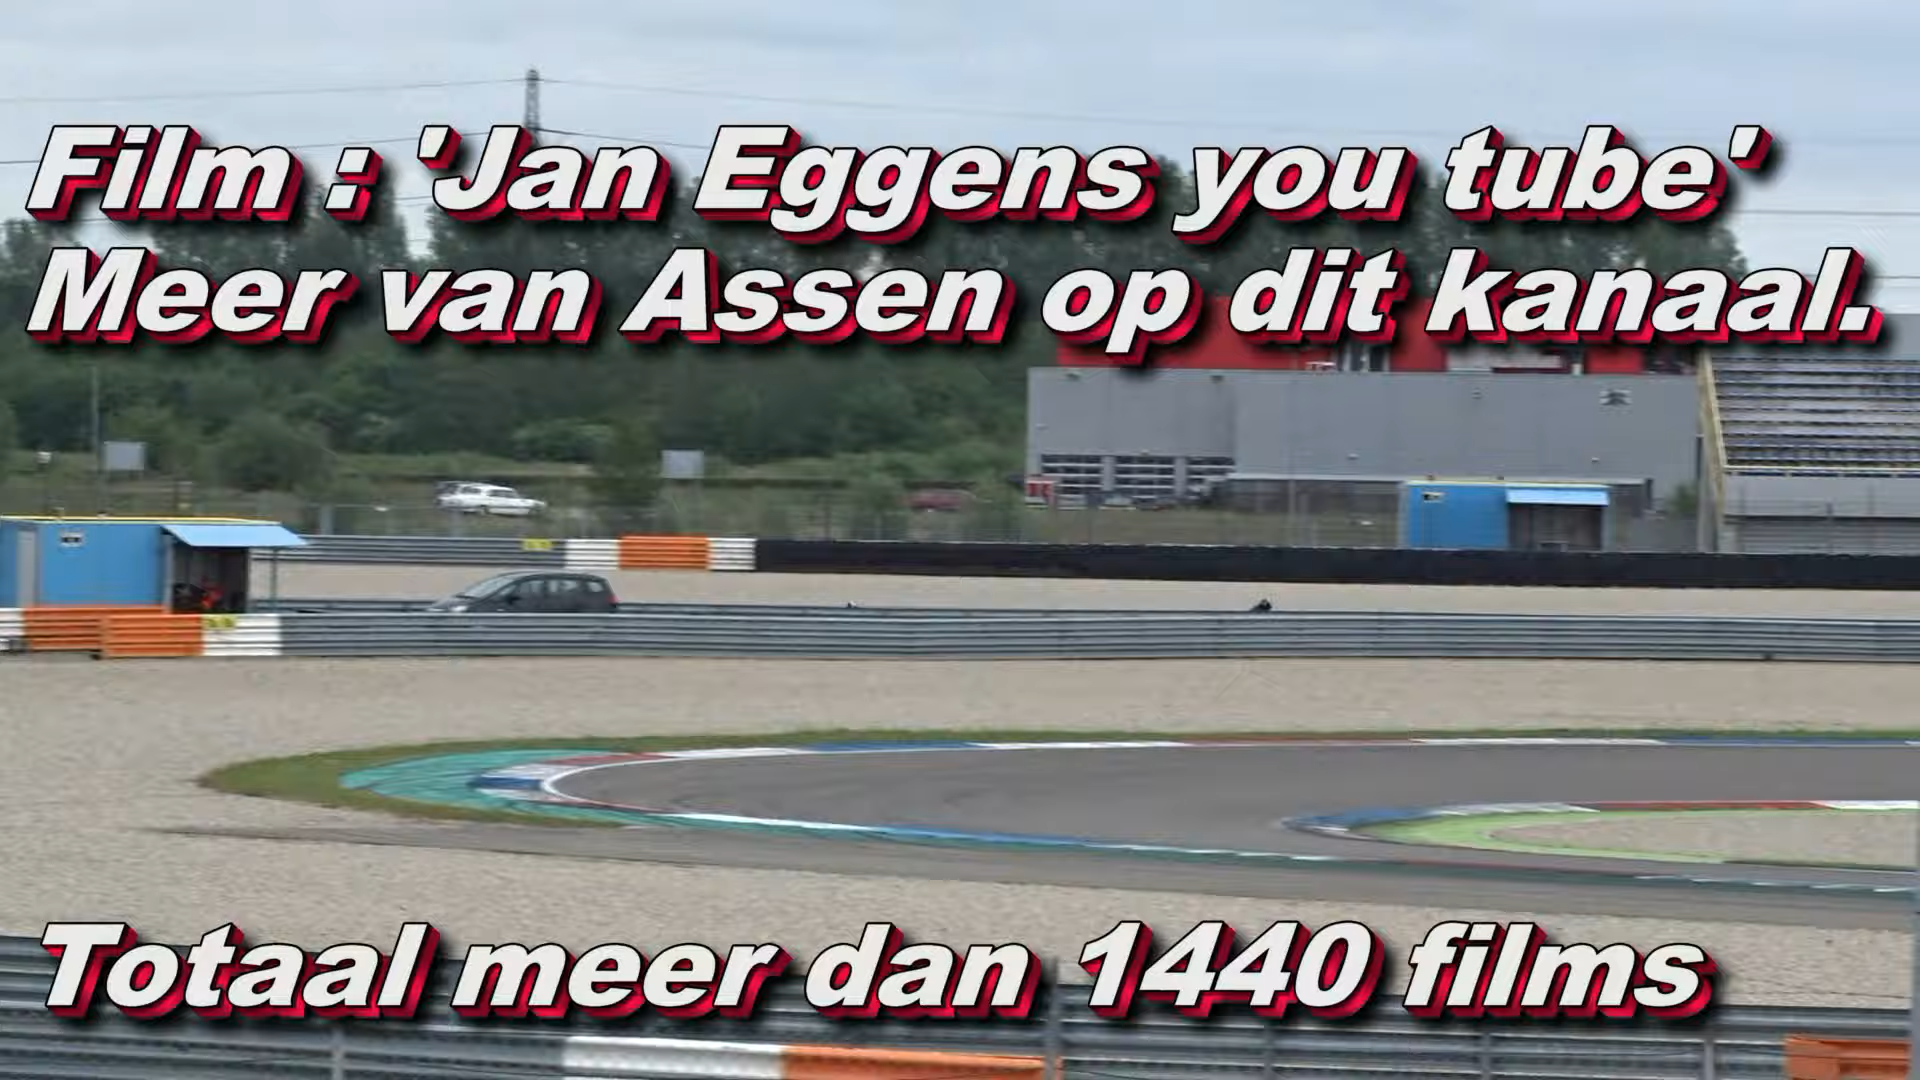 Film : 'Jan Eggens you tube'
Meer van Assen op dit kanaal.
Totaal meer dan 1440 films